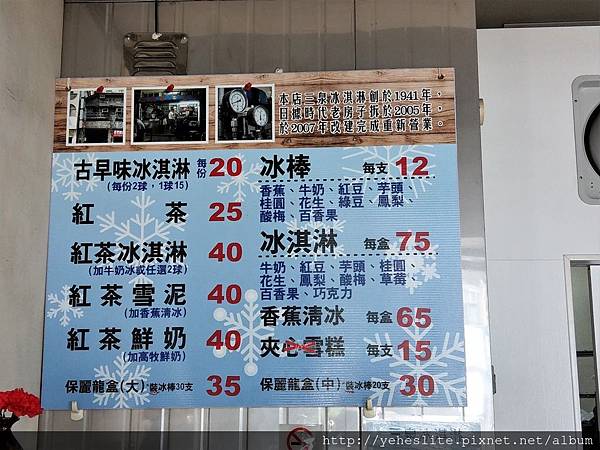 本店三泉冰淇淋創於1941年、
日據時代老房子拆於2005年、
於2007年改建完成重新營業。
古早味冰淇淋 每份 20
(每份2球，1球15)
紅茶 25
紅茶冰淇淋 40
(加牛奶冰或任選2球)
紅茶雪泥 40
(加香蕉清冰)
紅茶鮮奶 40
(加高牧鮮奶)
保麗龍盒(大)·裝冰棒30支 35
冰棒 每支 12
香蕉、牛奶、紅豆、芋頭、
桂圓、花生、綠豆、鳳梨、
酸梅、百香果
冰淇淋 每盒 75
牛奶、紅豆、芋頭、桂圓、
花生、鳳梨、酸梅、草莓、
百香果、巧克力
香蕉清冰 每盒 65
夾心雪糕 每支 15
保麗龍盒(中)·裝冰棒20支 30
http://yeheslite.pixnet.net/album